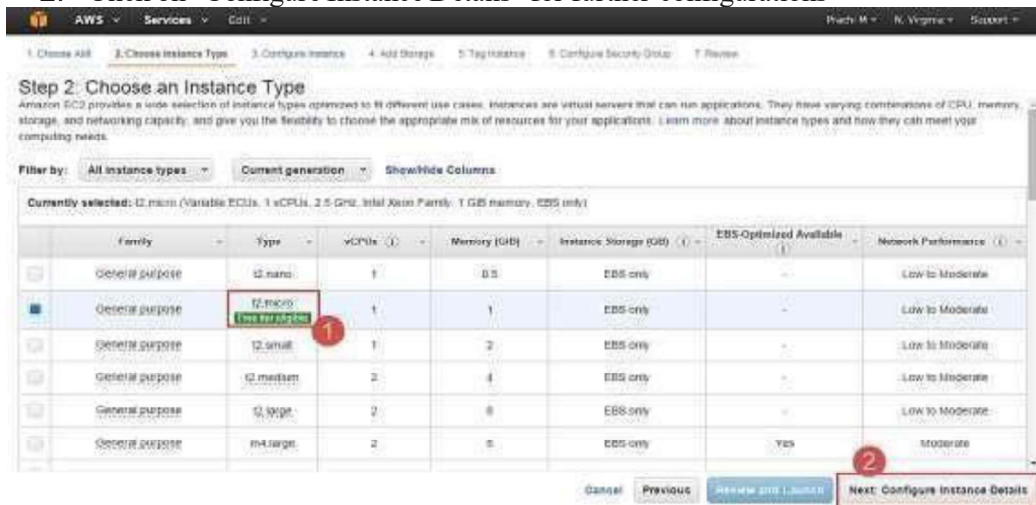 2. Click on "Configure Instance Details" for further configurations
AWS Services Edit Prachi M N. Virginia Support
1. Choose AMI 2. Choose Instance Type 3. Configure Instance 4. Add Storage 5. Tag Instance 6. Configure Security Group 7. Review
Step 2: Choose an Instance Type
Amazon EC2 provides a wide selection of instance types optimized to fit different use cases. Instances are virtual servers that can run applications. They have varying combinations of CPU, memory,
storage, and networking capacity, and give you the flexibility to choose the appropriate mix of resources for your applications. Learn more about instance types and how they can meet your
computing needs.
Filter by: All instance types Current generation Show/Hide Columns
Currently selected: t2.micro (Variable ECUs, 1 vCPUs, 2.5 GHz, Intel Xeon Family, 1 GiB memory, EBS only)
Family Type vCPUs Memory (GiB) Instance Storage (GB) EBS-Optimized Available Network Performance
General purpose t2.nano 1 0.5 EBS only - Low to Moderate
General purpose t2.micro 1 1 EBS only - Low to Moderate
Free tier eligible
1
General purpose t2.small 1 2 EBS only - Low to Moderate
General purpose t2.medium 2 4 EBS only - Low to Moderate
General purpose t2.large 2 8 EBS only - Low to Moderate
General purpose m4.large 2 8 EBS only Yes Moderate
2
Cancel Previous Review and Launch Next: Configure Instance Details